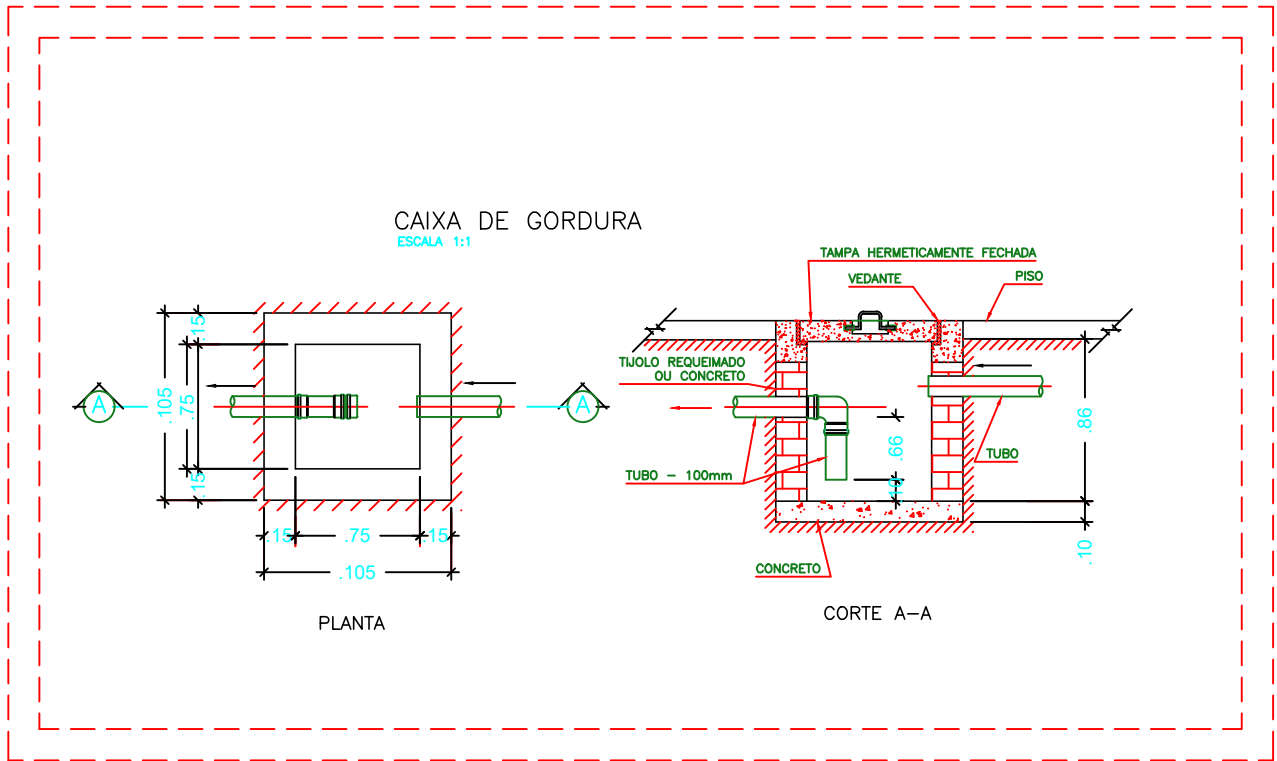 CAIXA DE GORDURA
ESCALA 1:1
TAMPA HERMETICAMENTE FECHADA
VEDANTE
PISO
TIJOLO REQUEIMADO
OU CONCRETO
TUBO - 100mm
TUBO
CONCRETO
.66
.10
.86
.10
A
A
.15
.105
.75
.15
.15
.75
.15
.105
PLANTA
CORTE A-A